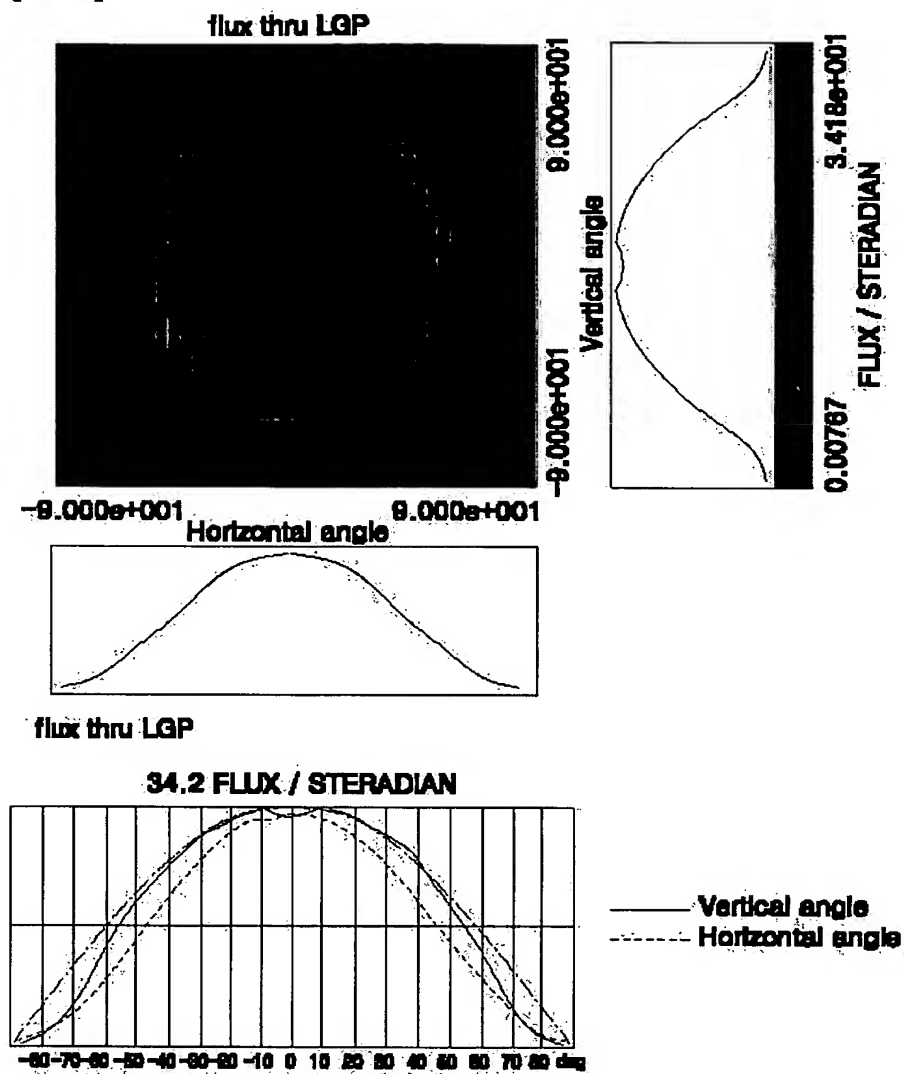 flux thru LGP
9.000e+001
-9.000e+001
Vertical angle
3.418e+001
FLUX / STERADIAN
0.00767
-9.000e+001 9.000e+001
Horizontal angle
flux thru LGP
34.2 FLUX / STERADIAN
-80 -70 -60 -50 -40 -30 -20 -10 0 10 20 30 40 50 60 70 80 deg
Vertical angle
Horizontal angle